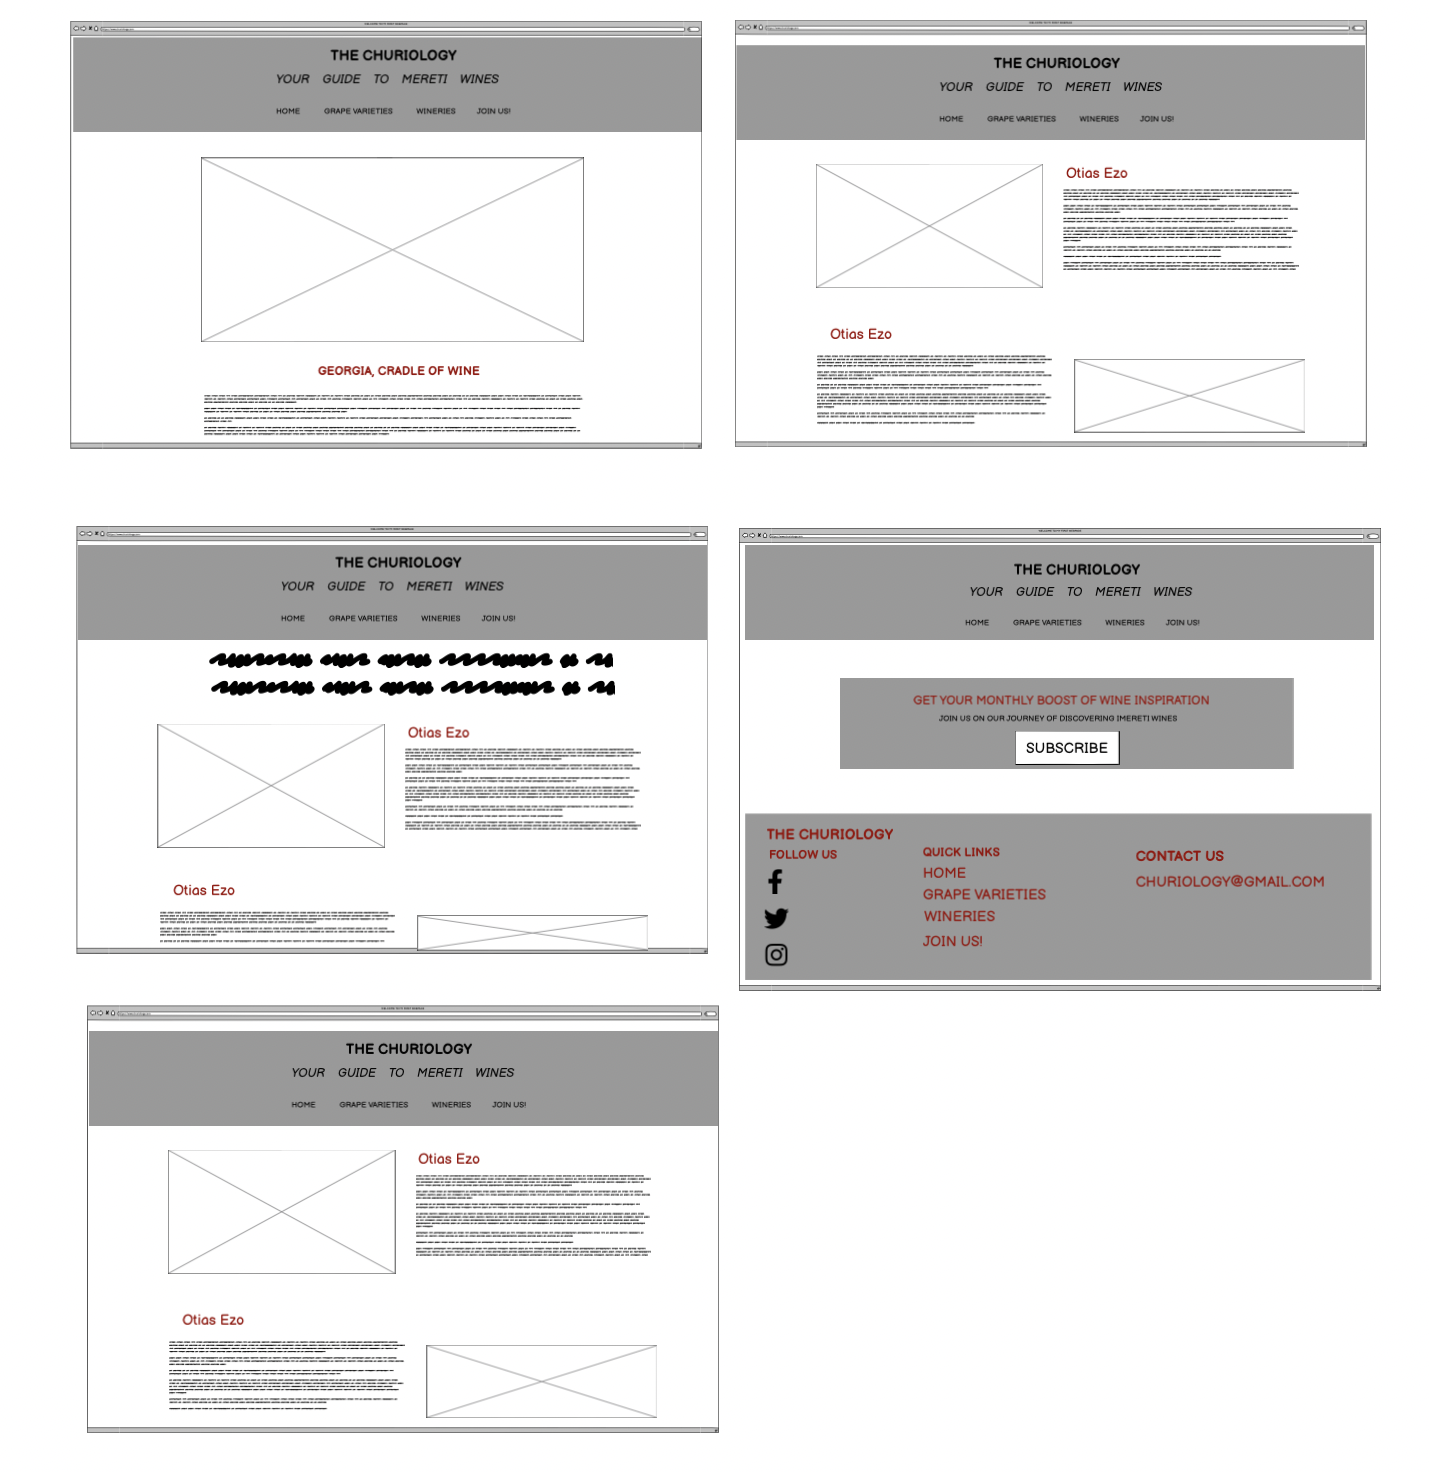 THE CHURIOLOGY
YOUR GUIDE TO MERETI WINES
HOME GRAPE VARIETIES WINERIES JOIN US!
GEORGIA, CRADLE OF WINE
THE CHURIOLOGY
YOUR GUIDE TO MERETI WINES
HOME GRAPE VARIETIES WINERIES JOIN US!
Otias Ezo
Otias Ezo
THE CHURIOLOGY
YOUR GUIDE TO MERETI WINES
HOME GRAPE VARIETIES WINERIES JOIN US!
Otias Ezo
Otias Ezo
THE CHURIOLOGY
YOUR GUIDE TO MERETI WINES
HOME GRAPE VARIETIES WINERIES JOIN US!
GET YOUR MONTHLY BOOST OF WINE INSPIRATION
JOIN US ON OUR JOURNEY OF DISCOVERING IMERETI WINES
SUBSCRIBE
THE CHURIOLOGY
FOLLOW US
QUICK LINKS
HOME
GRAPE VARIETIES
WINERIES
JOIN US!
CONTACT US
CHURIOLOGY@GMAIL.COM
THE CHURIOLOGY
YOUR GUIDE TO MERETI WINES
HOME GRAPE VARIETIES WINERIES JOIN US!
Otias Ezo
Otias Ezo